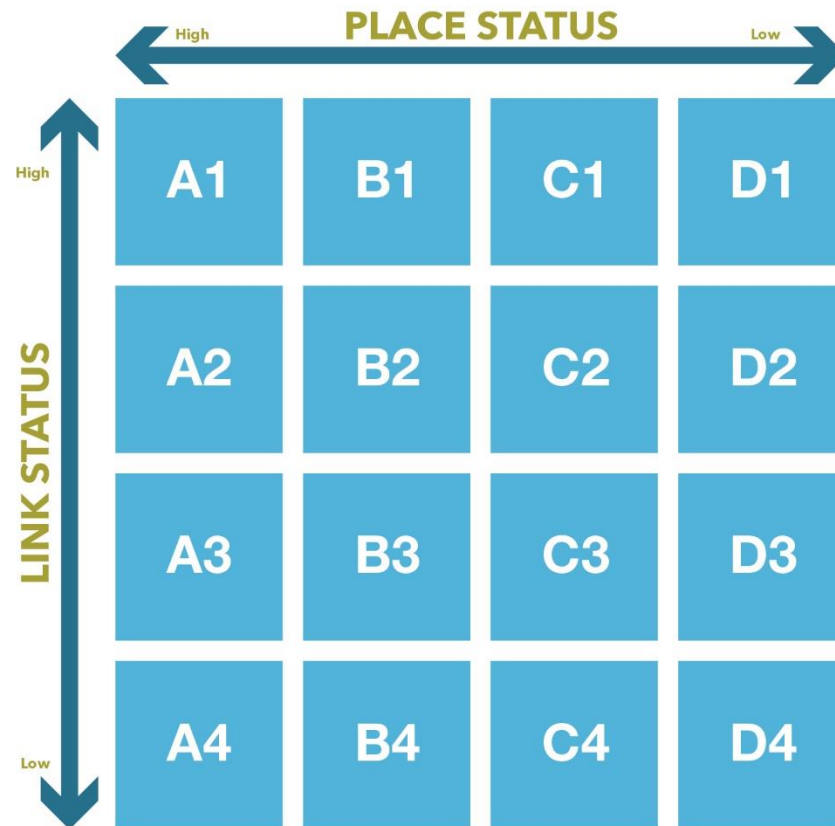 PLACE STATUS
High
Low
LINK STATUS
High
Low
A1 B1 C1 D1
A2 B2 C2 D2
A3 B3 C3 D3
A4 B4 C4 D4